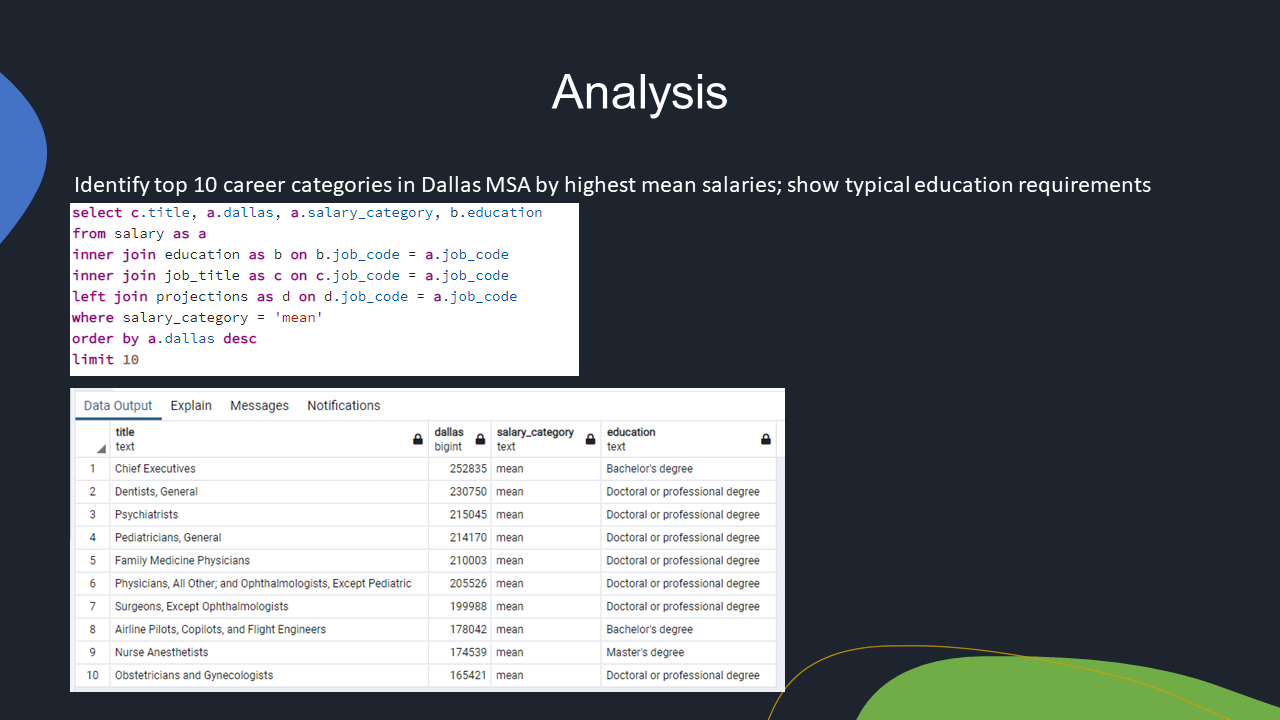 Analysis
Identify top 10 career categories in Dallas MSA by highest mean salaries; show typical education requirements
select c.title, a.dallas, a.salary_category, b.education
from salary as a
inner join education as b on b.job_code = a.job_code
inner join job_title as c on c.job_code = a.job_code
left join projections as d on d.job_code = a.job_code
where salary_category = 'mean'
order by a.dallas desc
limit 10
Data Output Explain Messages Notifications
title dallas salary_category education
text bigint text text
1 Chief Executives 252835 mean Bachelor's degree
2 Dentists, General 230750 mean Doctoral or professional degree
3 Psychiatrists 215045 mean Doctoral or professional degree
4 Pediatricians, General 214170 mean Doctoral or professional degree
5 Family Medicine Physicians 210003 mean Doctoral or professional degree
6 Physicians, All Other; and Ophthalmologists, Except Pediatric 205526 mean Doctoral or professional degree
7 Surgeons, Except Ophthalmologists 199988 mean Doctoral or professional degree
8 Airline Pilots, Copilots, and Flight Engineers 178042 mean Bachelor's degree
9 Nurse Anesthetists 174539 mean Master's degree
10 Obstetricians and Gynecologists 165421 mean Doctoral or professional degree